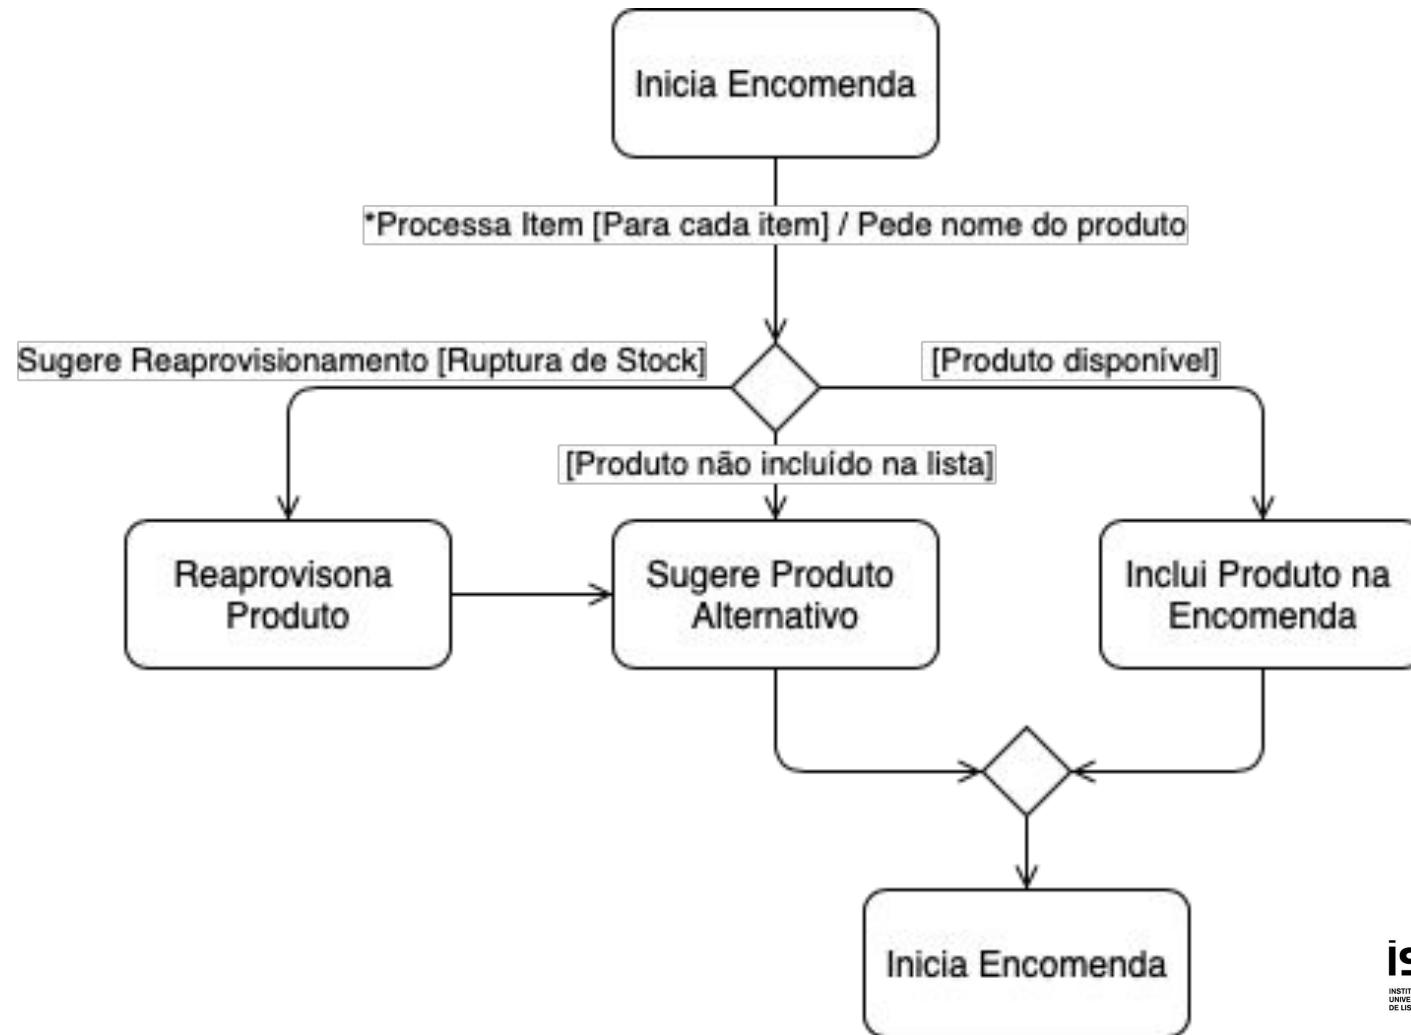 Inicia Encomenda
*Processa Item [Para cada item] / Pede nome do produto
Sugere Reaprovisionamento [Ruptura de Stock]
[Produto disponível]
[Produto não incluído na lista]
Reaprovisona
Produto
Sugere Produto
Alternativo
Inclui Produto na
Encomenda
Inicia Encomenda